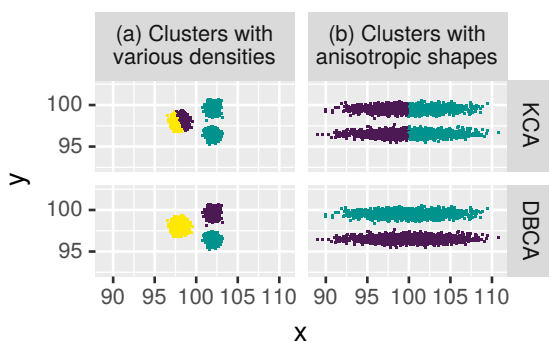 (a) Clusters with
various densities
(b) Clusters with
anisotropic shapes
100
95
KCA
y
100
95
DBCA
90 95 100 105 110
90 95 100 105 110
x